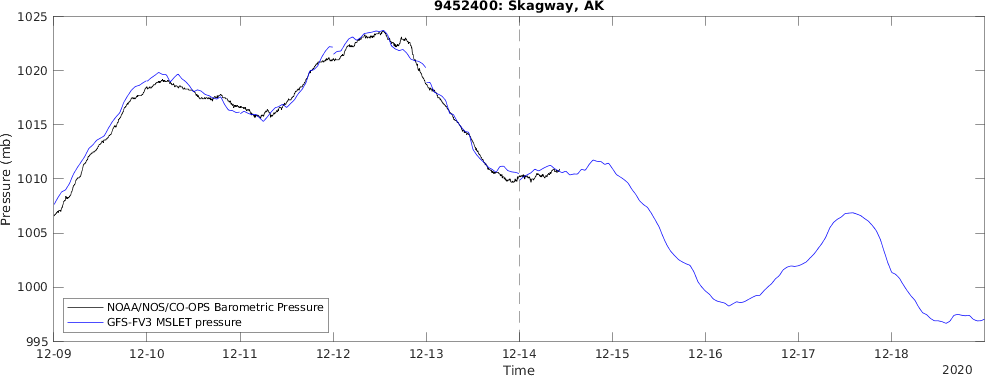 9452400: Skagway, AK
Pressure (mb)
1025
1020
1015
1010
1005
1000
995
NOAA/NOS/CO-OPS Barometric Pressure
GFS-FV3 MSLET pressure
12-09 12-10 12-11 12-12 12-13 12-14 12-15 12-16 12-17 12-18
Time
2020